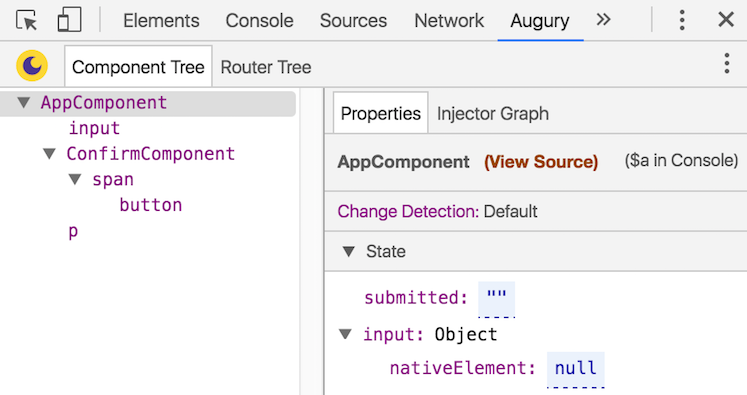 Elements Console Sources Network Augury »
Component Tree Router Tree
AppComponent
input
ConfirmComponent
span
button
p
Properties Injector Graph
AppComponent (View Source) ($a in Console)
Change Detection: Default
State
submitted: ""
input: Object
nativeElement: null